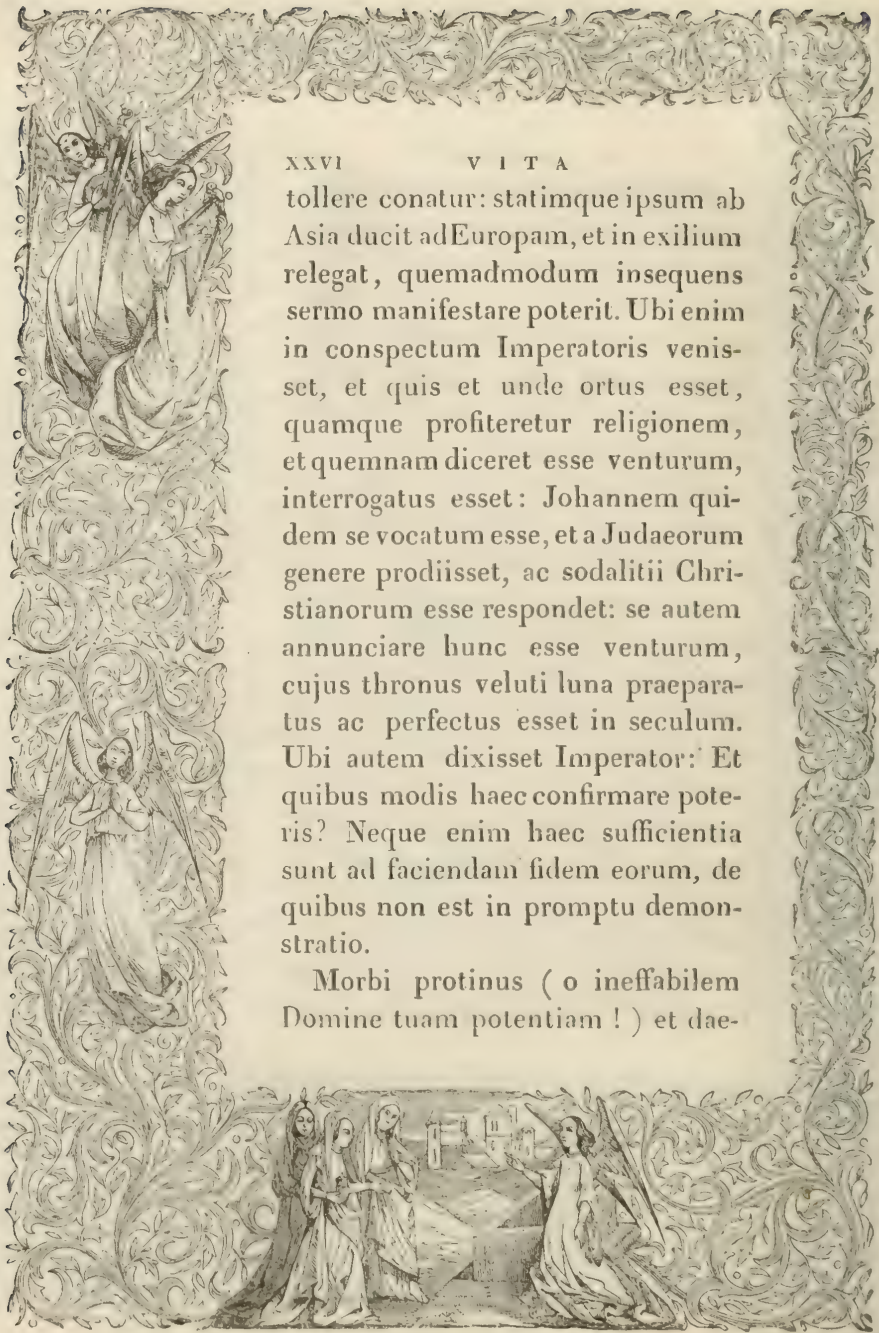 XXVI VITA
tollere conatur: statimque ipsum ab
Asia ducit ad Europam, et in exilium
relegat, quemadmodum insequens
sermo manifestare poterit. Ubi enim
in conspectum Imperatoris venis-
set, et quis et unde ortus esset,
quamque profiteretur religionem,
et quemnam diceret esse venturum,
interrogatus esset: Johannem qui-
dem se vocatum esse, et a Judaeorum
genere prodiisset, ac sodalitii Chri-
stianorum esse respondet: se autem
annunciare hunc esse venturum,
cujus thronus veluti luna praepara-
tus ac perfectus esset in seculum.
Ubi autem dixisset Imperator: Et
quibus modis haec confirmare pote-
ris? Neque enim haec sufficientia
sunt ad faciendam fidem eorum, de
quibus non est in promptu demon-
stratio.
Morbi protinus ( o ineffabilem
Domine tuam potentiam ! ) et dae-